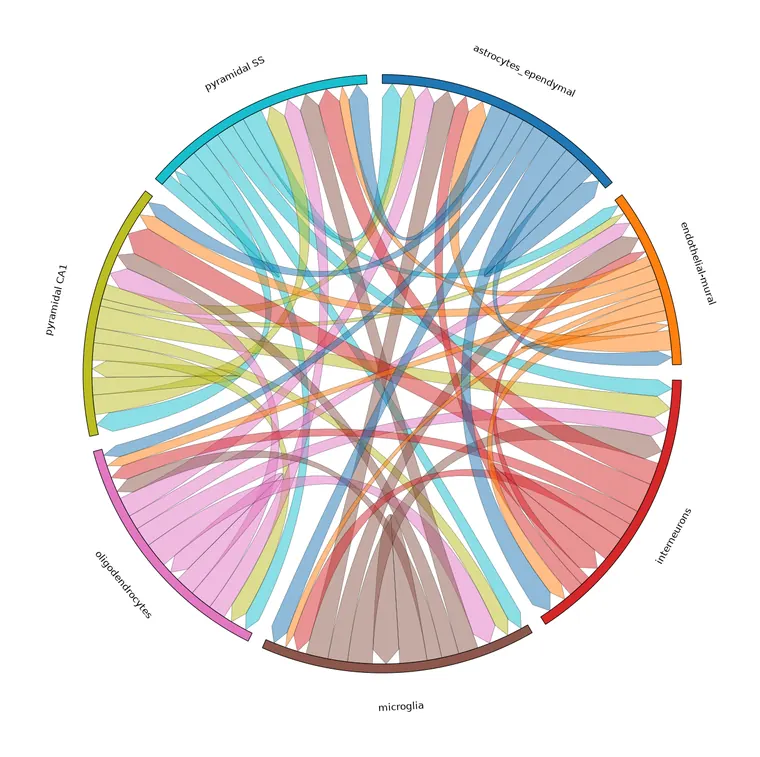 pyramidal SS
astrocytes_ependymal
endothelial-mural
interneurons
microglia
oligodendrocytes
pyramidal CA1